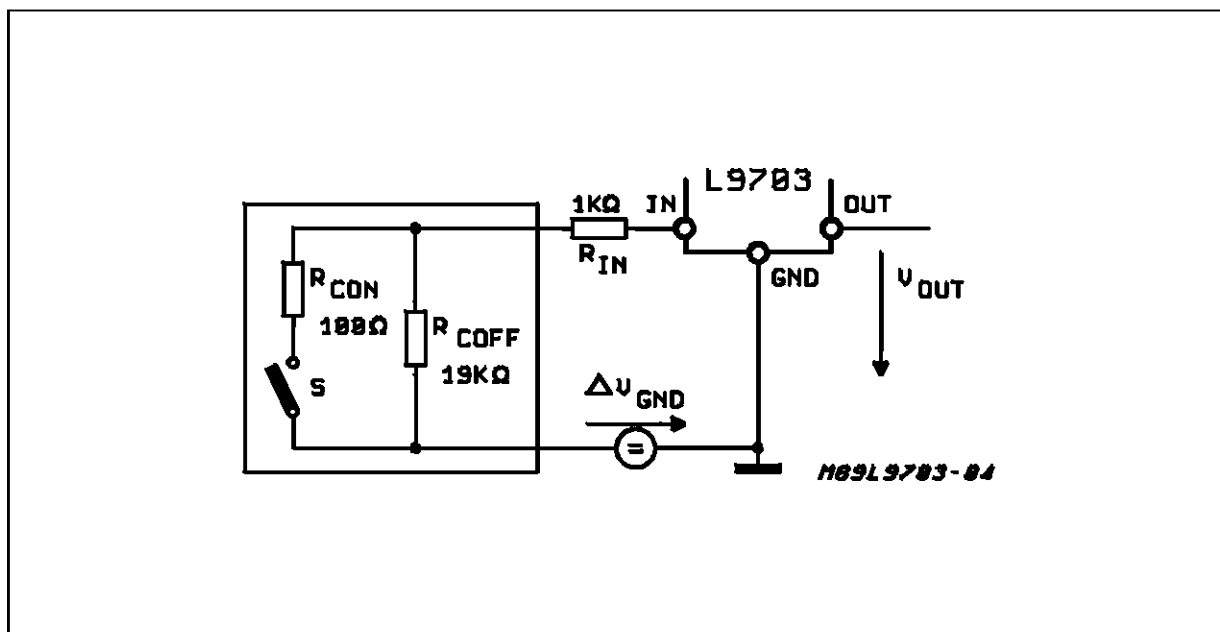 L9703
1KΩ
IN
OUT
R IN
GND
V OUT
R CON
100Ω
R COFF
19KΩ
S
ΔV GND
=
M89L9703-04